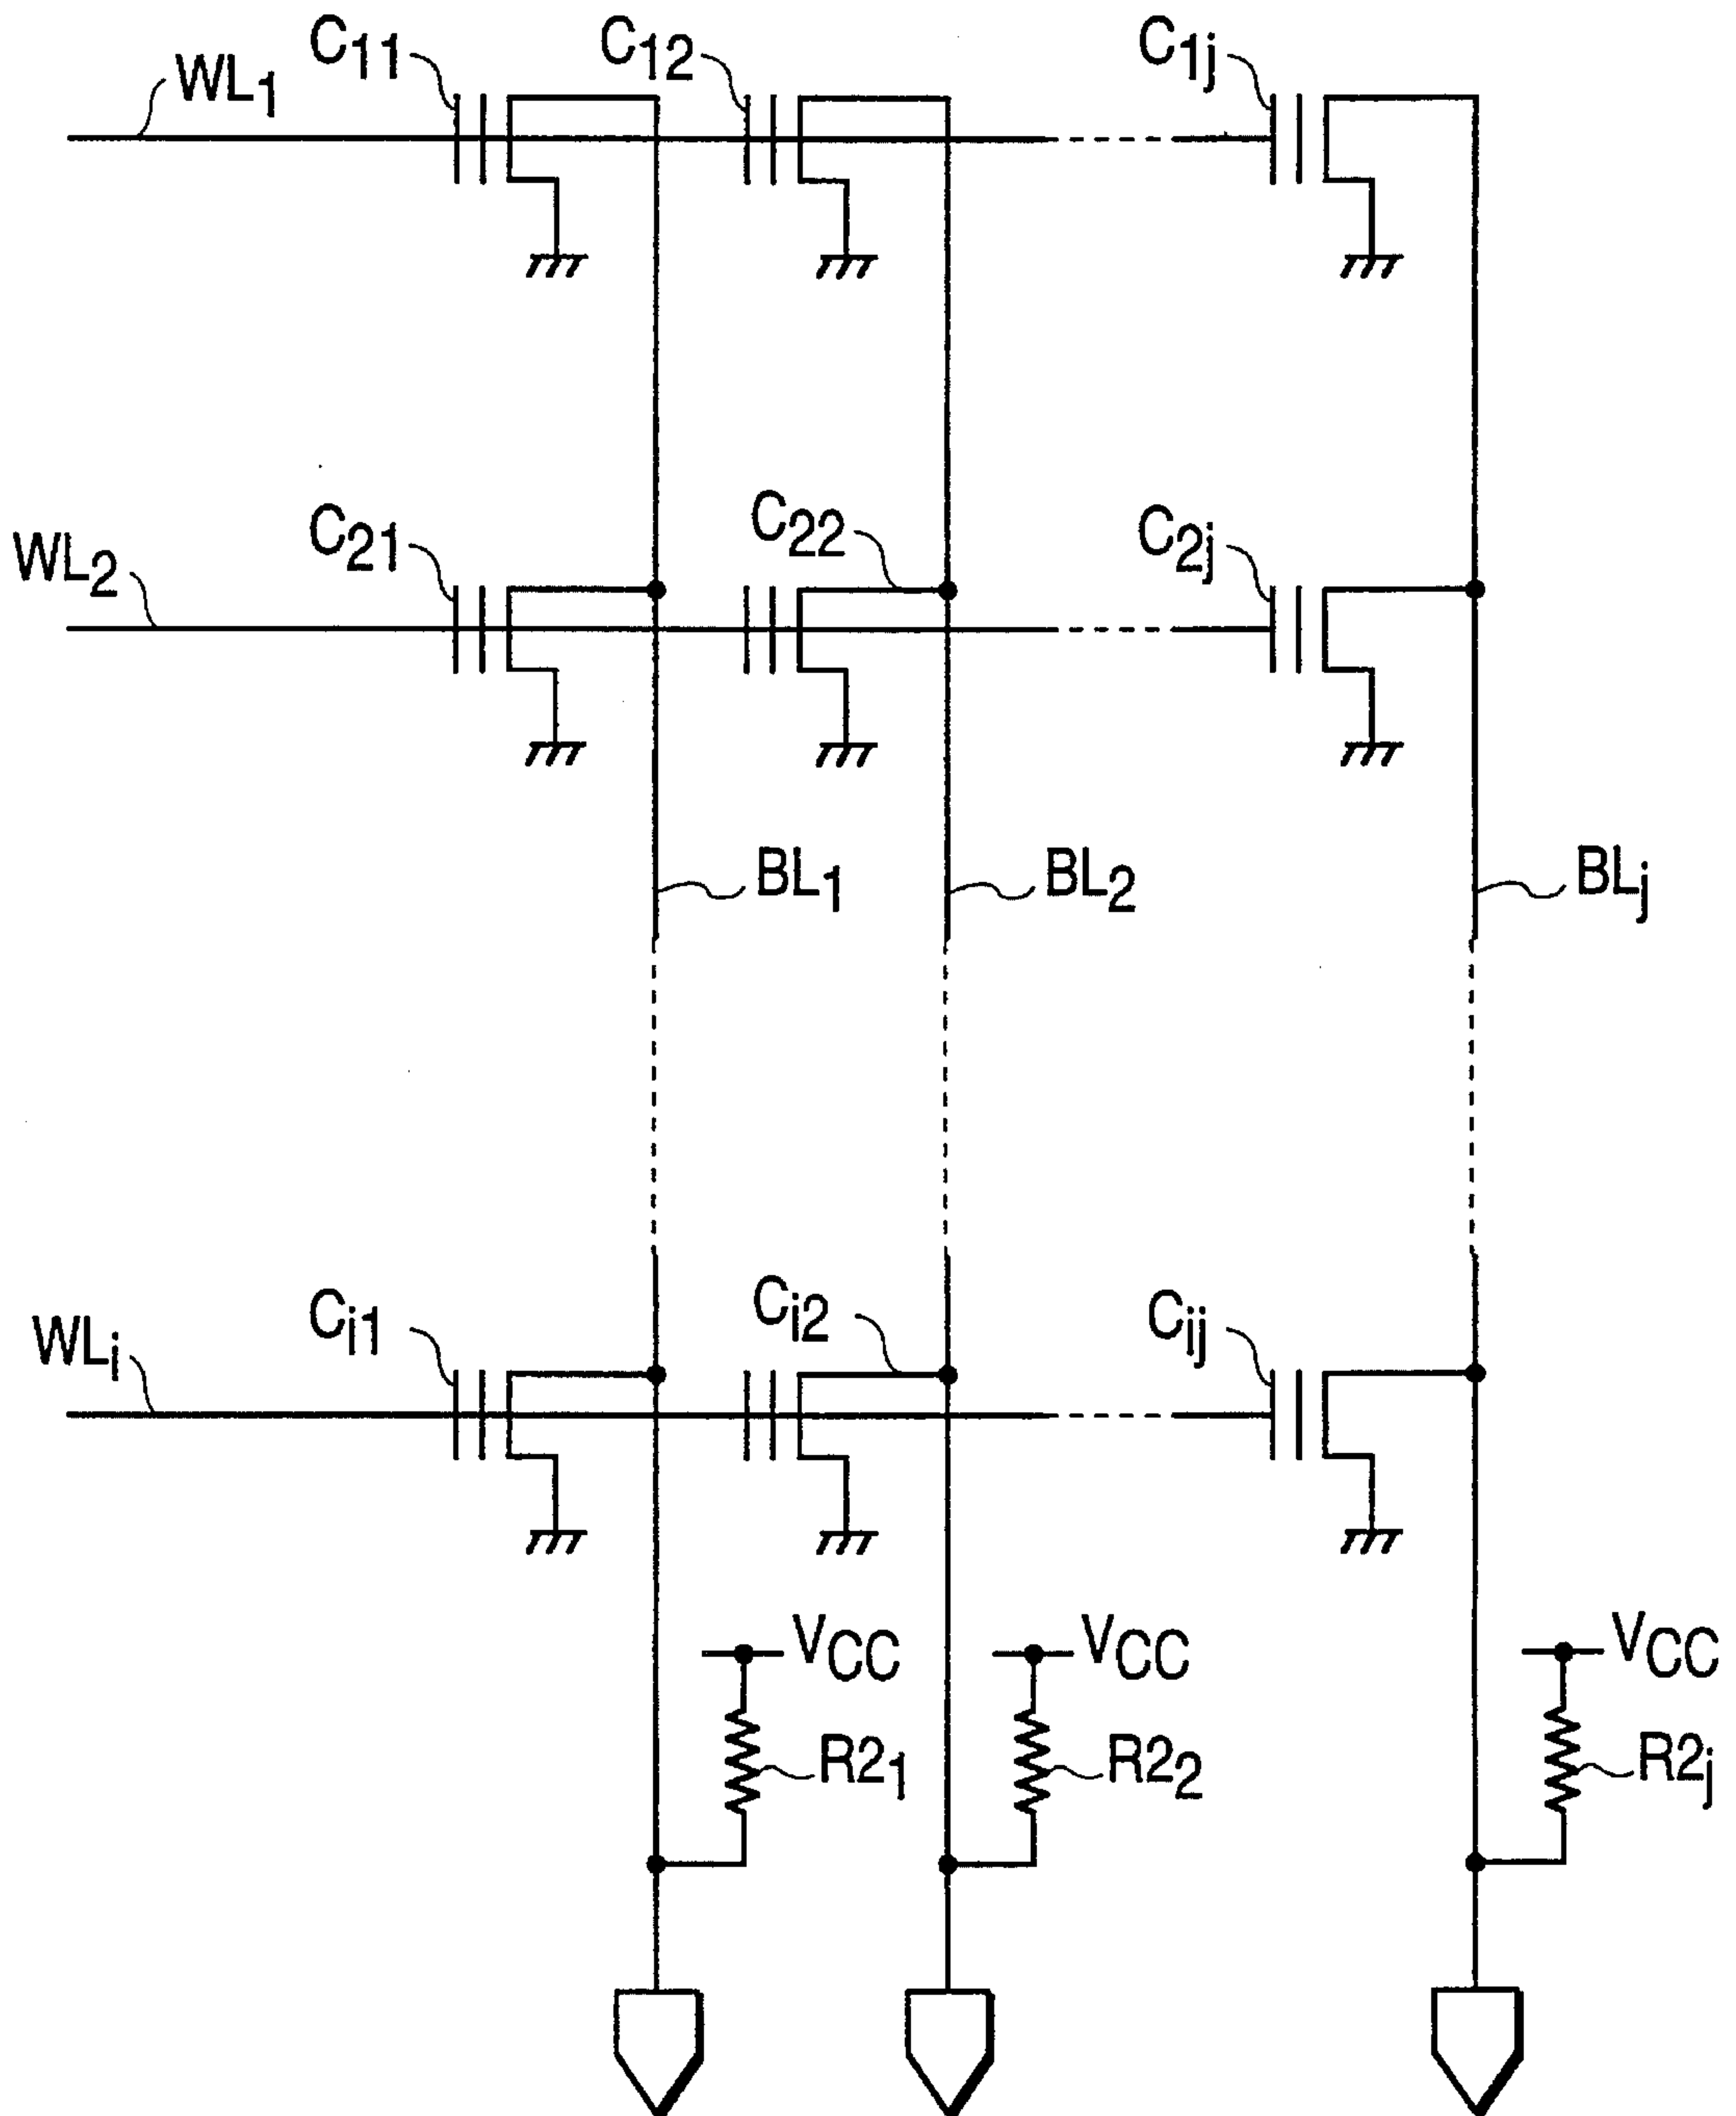 C11 C12 C1j
WL1
C21 C22 C2j
WL2
BL1 BL2 BLj
Ci1 Ci2 Cij
WLi
VCC VCC VCC
R21 R22 R2j